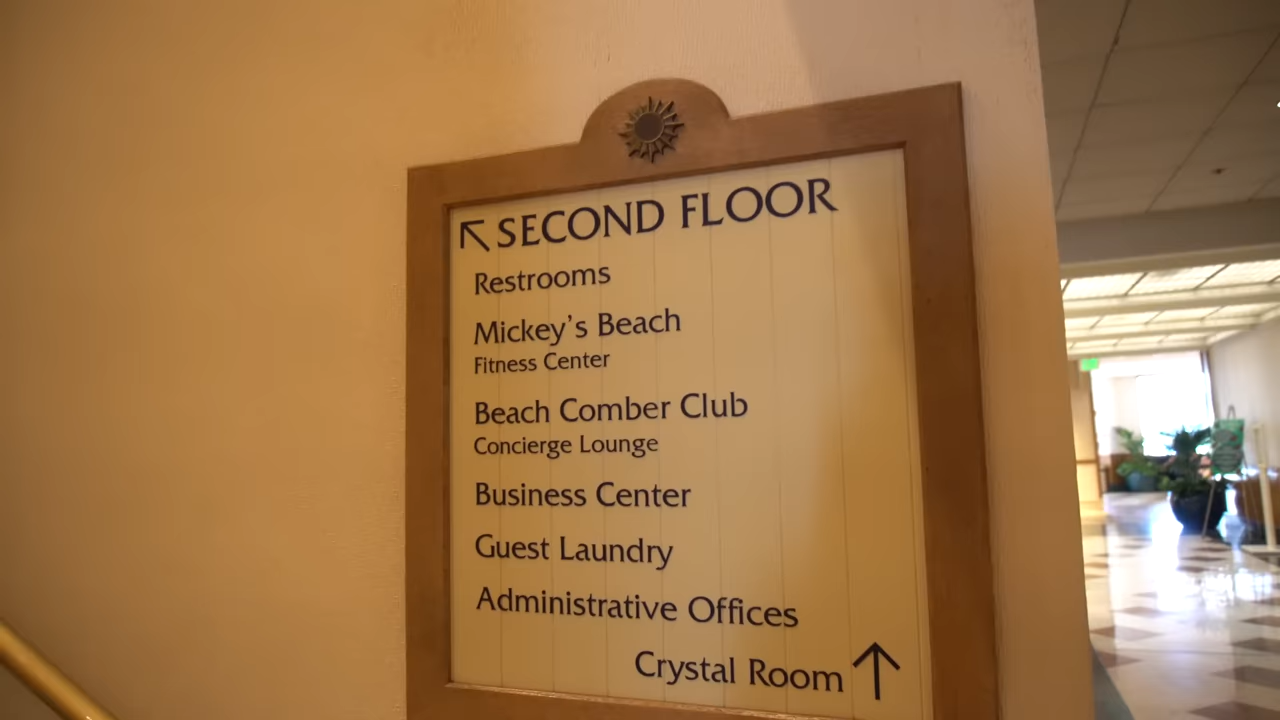 SECOND FLOOR
Restrooms
Mickey's Beach
Fitness Center
Beach Comber Club
Concierge Lounge
Business Center
Guest Laundry
Administrative Offices
Crystal Room